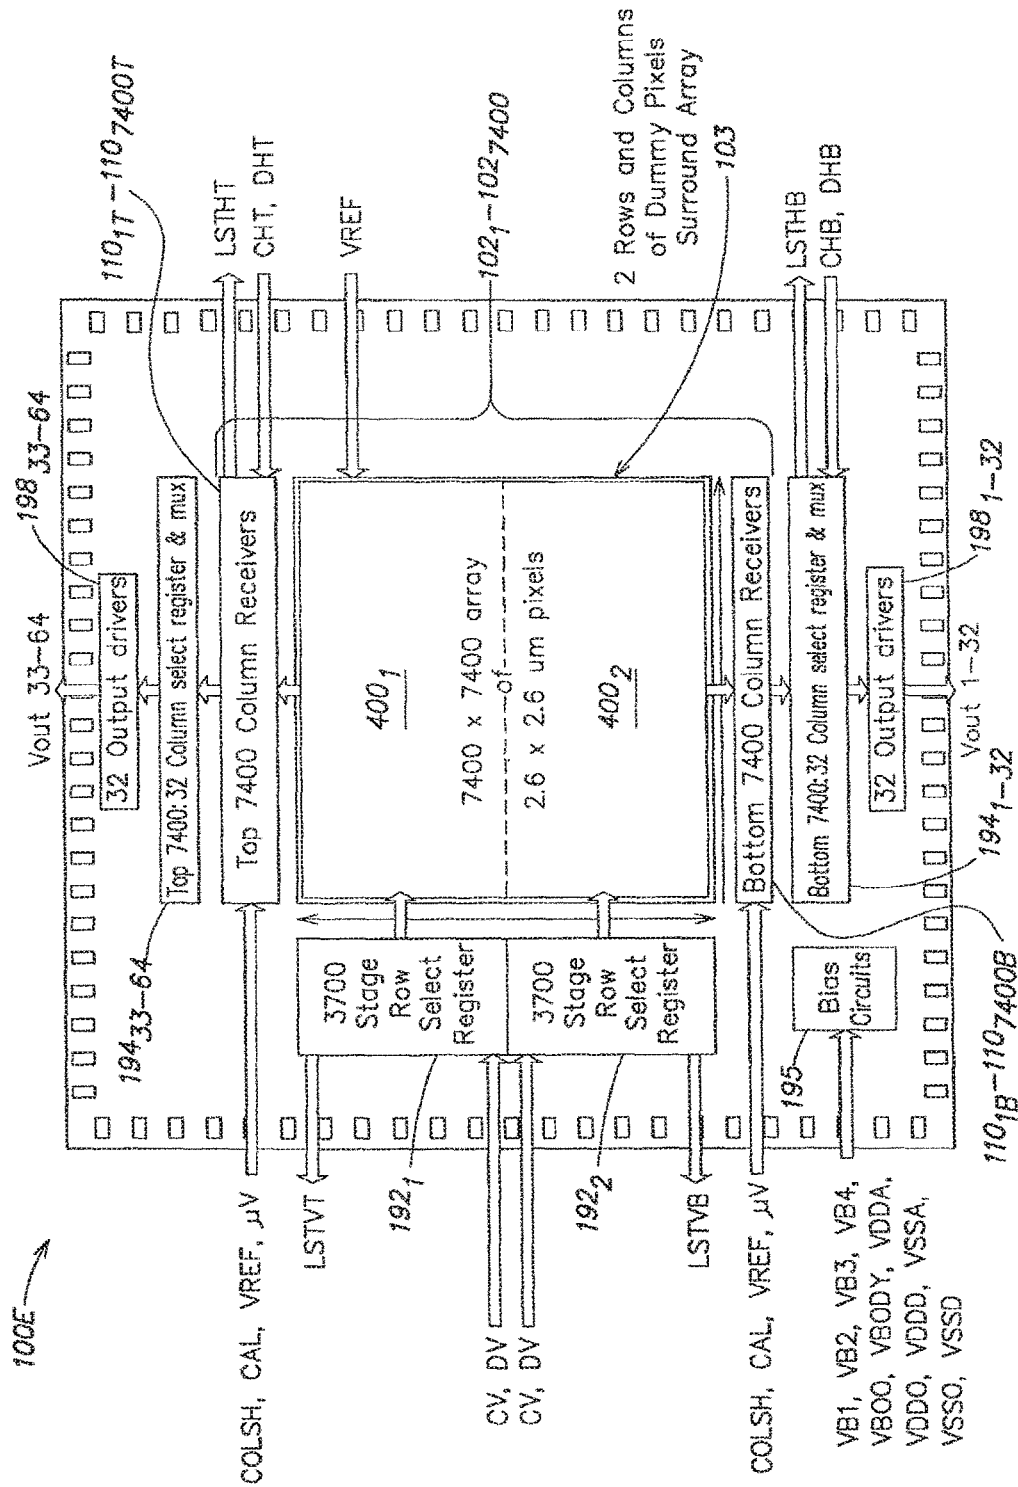 100E
Vout 33-64
198 33-64
32 Output drivers
194 33-64
Top 7400:32 Column select register & mux
110 1T - 110 7400T
Top 7400 Column Receivers
LSTHT
CHT, DHT
VREF
COLSH, CAL, VREF, µV
LSTVT
192 1
3700
Stage
Row
Select
Register
CV, DV
CV, DV
3700
Stage
Row
Select
Register
192 2
LSTVB
400 1
7400 x 7400 array
of
2.6 x 2.6 um pixels
400 2
102 1 - 102 7400
2 Rows and Columns
of Dummy Pixels
Surround Array
103
COLSH, CAL, VREF, µV
Bottom 7400 Column Receivers
LSTHB
CHB, DHB
Bottom 7400:32 Column select register & mux
32 Output drivers
198 1-32
Vout 1-32
194 1-32
195
Bias
Circuits
110 1B - 110 7400B
VB1, VB2, VB3, VB4,
VBOO, VBODY, VDDA,
VDDO, VDDD, VSSA,
VSSO, VSSD